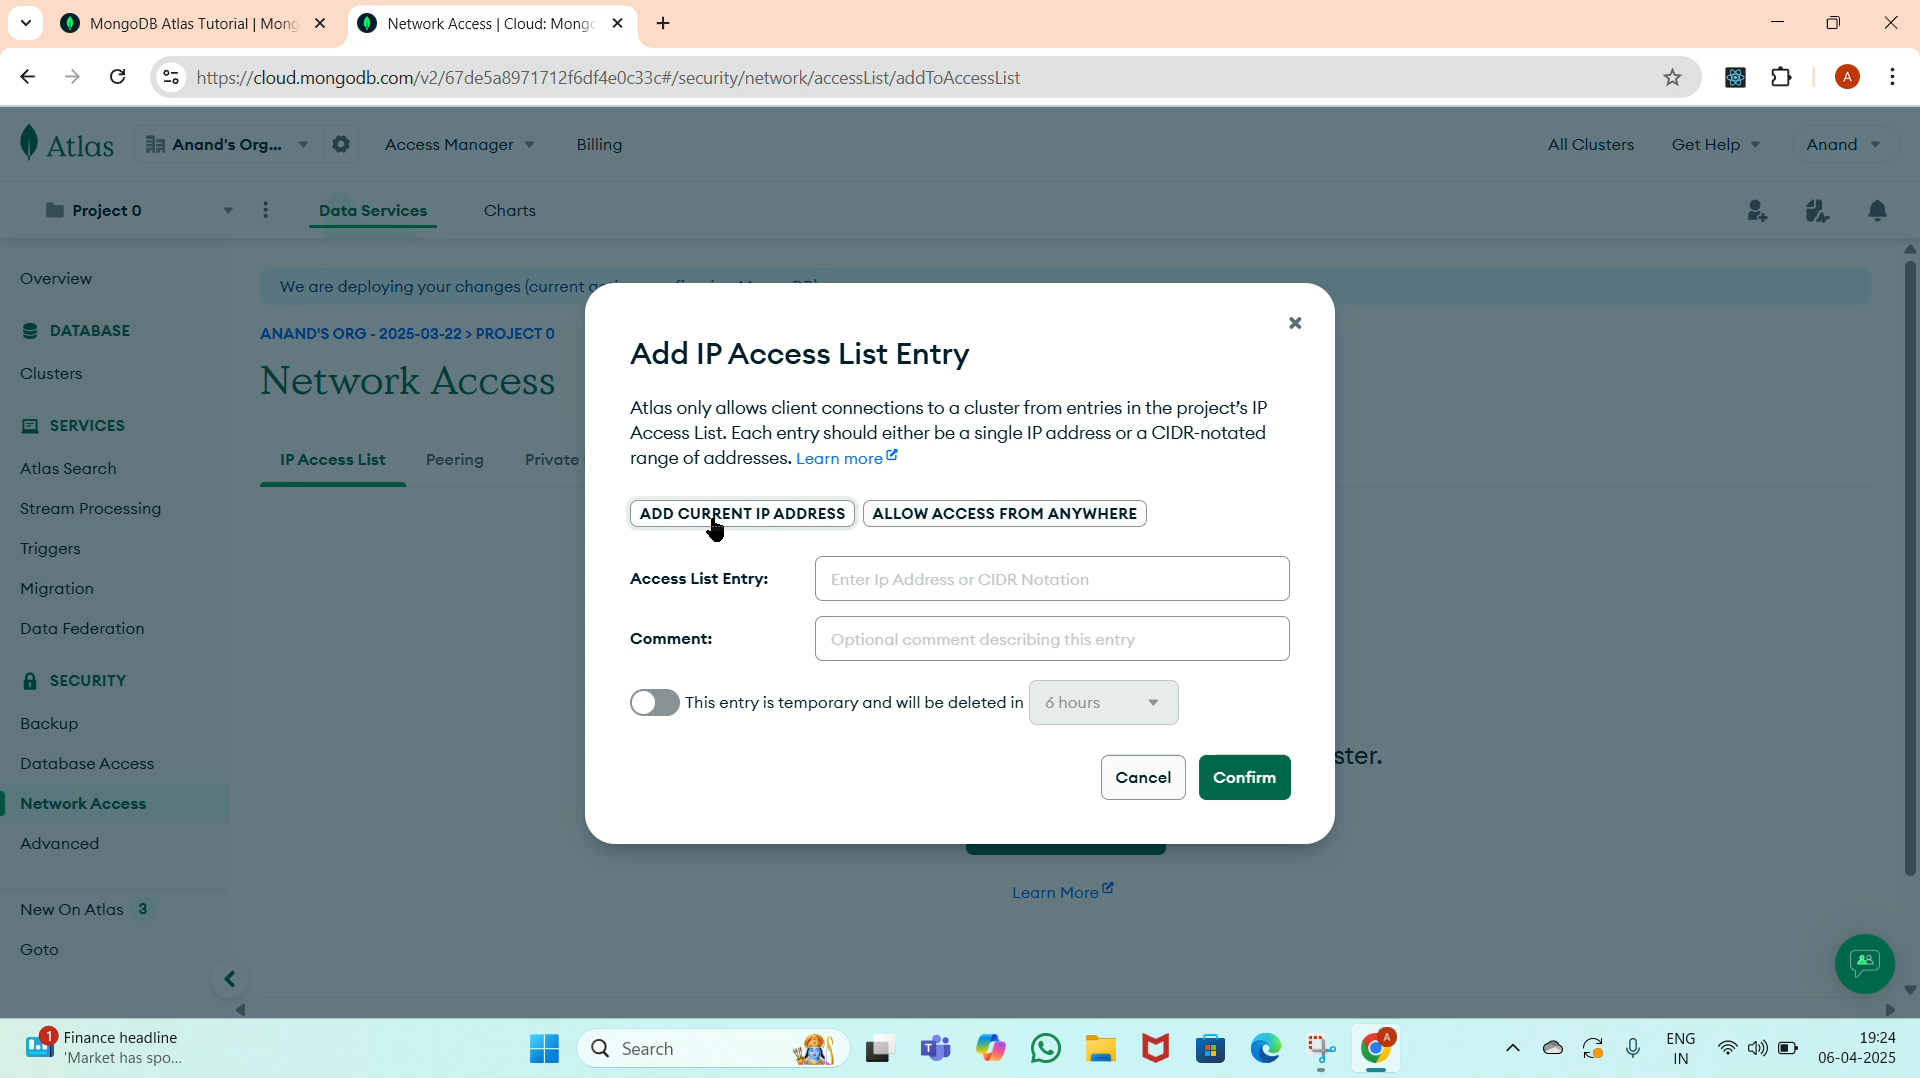 MongoDB Atlas Tutorial | Mong
Network Access | Cloud: Mongo
https://cloud.mongodb.com/v2/67de5a8971712f6df4e0c33c#/security/network/accessList/addToAccessList
A
Atlas
Anand's Org...
Access Manager
Billing
All Clusters
Get Help
Anand
Project 0
Data Services
Charts
Overview
DATABASE
Clusters
SERVICES
Atlas Search
Stream Processing
Triggers
Migration
Data Federation
SECURITY
Backup
Database Access
Network Access
Advanced
New On Atlas 3
Goto
We are deploying your changes (current
ANAND'S ORG - 2025-03-22 > PROJECT 0
Network Access
IP Access List
Peering
Private
Add IP Access List Entry
Atlas only allows client connections to a cluster from entries in the project's IP
Access List. Each entry should either be a single IP address or a CIDR-notated
range of addresses. Learn more
ADD CURRENT IP ADDRESS
ALLOW ACCESS FROM ANYWHERE
Access List Entry:
Enter Ip Address or CIDR Notation
Comment:
Optional comment describing this entry
This entry is temporary and will be deleted in
6 hours
Cancel
Confirm
ster.
Learn More
1
Finance headline
'Market has spo...
Search
A
ENG
IN
19:24
06-04-2025